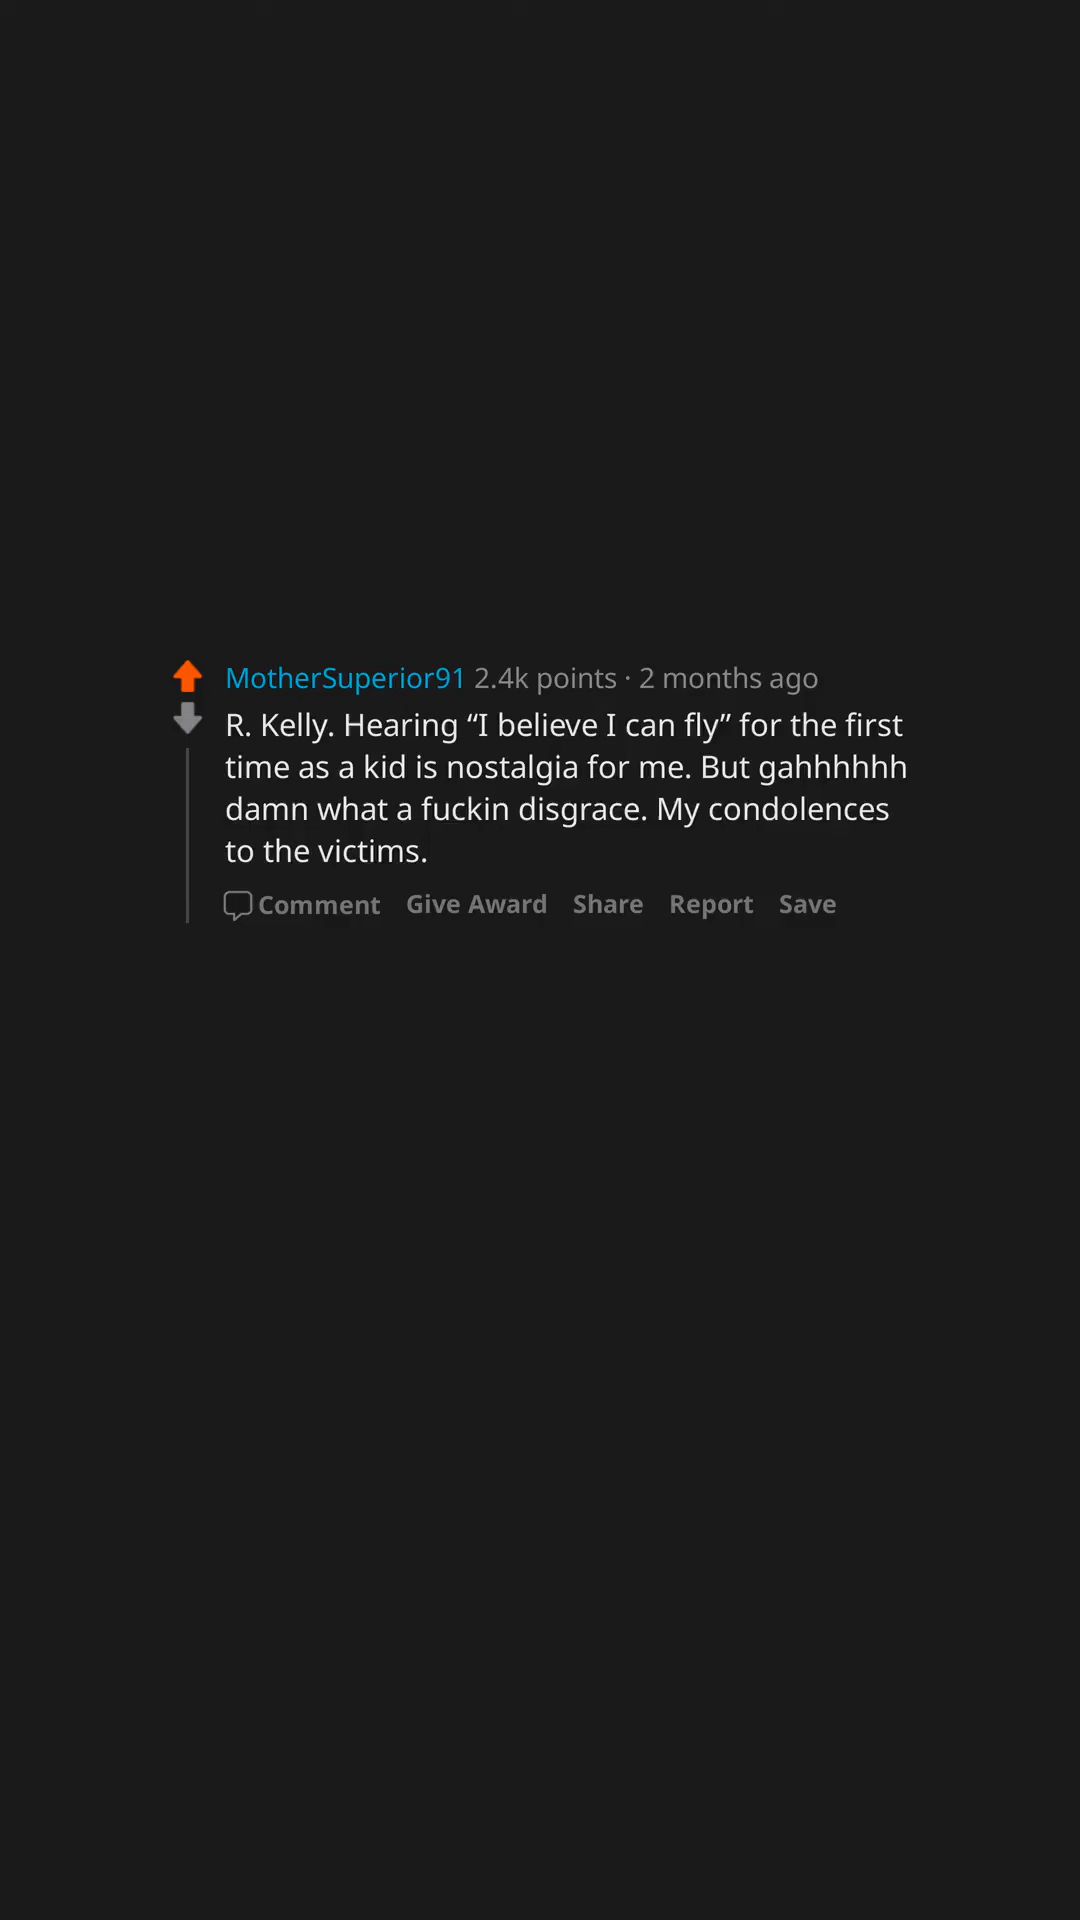 MotherSuperior91 2.4k points · 2 months ago
R. Kelly. Hearing “I believe I can fly” for the first
time as a kid is nostalgia for me. But gahhhhhh
damn what a fuckin disgrace. My condolences
to the victims.
Comment Give Award Share Report Save